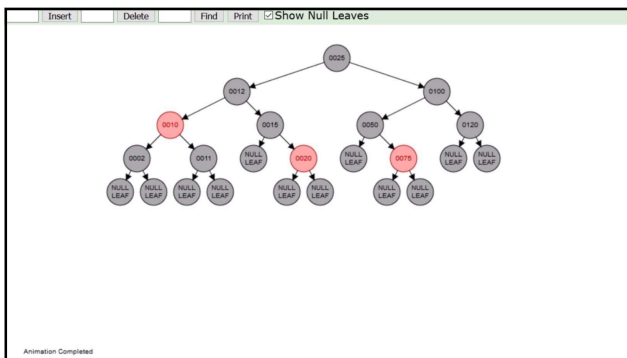 Insert Delete Find Print Show Null Leaves
0025
0012 0100
0010 0015 0050 0120
0002 0011 NULL LEAF 0020 NULL LEAF 0075 NULL LEAF NULL LEAF
NULL LEAF NULL LEAF NULL LEAF NULL LEAF NULL LEAF NULL LEAF NULL LEAF NULL LEAF
Animation Completed